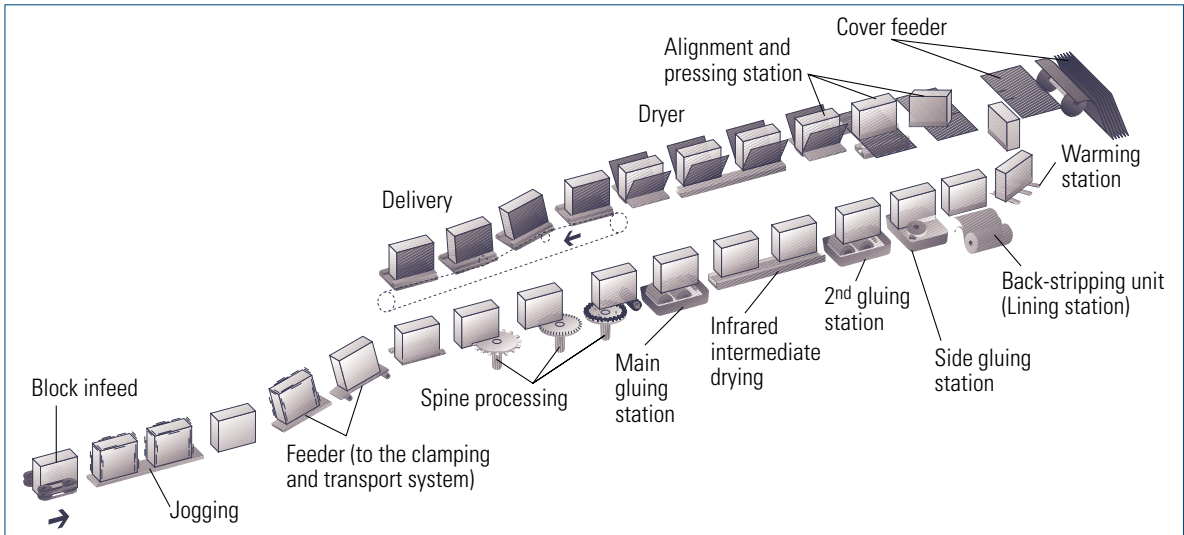 Cover feeder
Alignment and
pressing station
Dryer
Warming
station
Delivery
Back-stripping unit
(Lining station)
2nd gluing
station
Side gluing
station
Infrared
intermediate
drying
Main
gluing
station
Spine processing
Block infeed
Feeder (to the clamping
and transport system)
Jogging